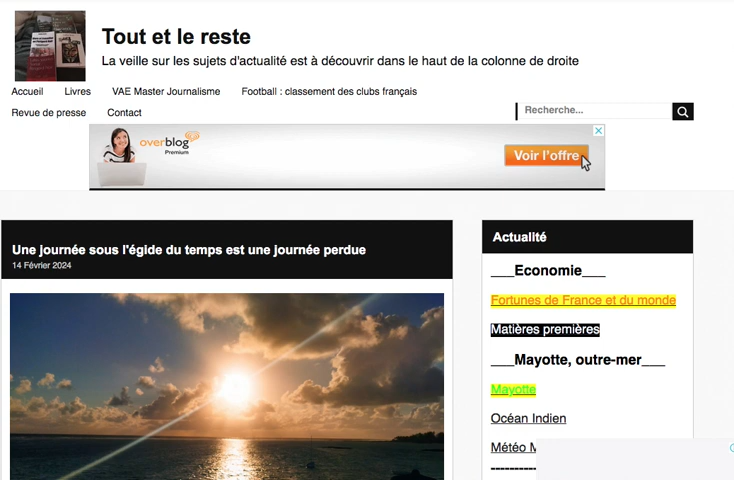 Tout et le reste
La veille sur les sujets d'actualité est à découvrir dans le haut de la colonne de droite
Accueil Livres VAE Master Journalisme Football : classement des clubs français
Revue de presse Contact
Recherche...
overblog
Premium
Voir l'offre
Une journée sous l'égide du temps est une journée perdue
14 Février 2024
Actualité
___Economie___
Fortunes de France et du monde
Matières premières
___Mayotte, outre-mer___
Mayotte
Océan Indien
Météo M
----------